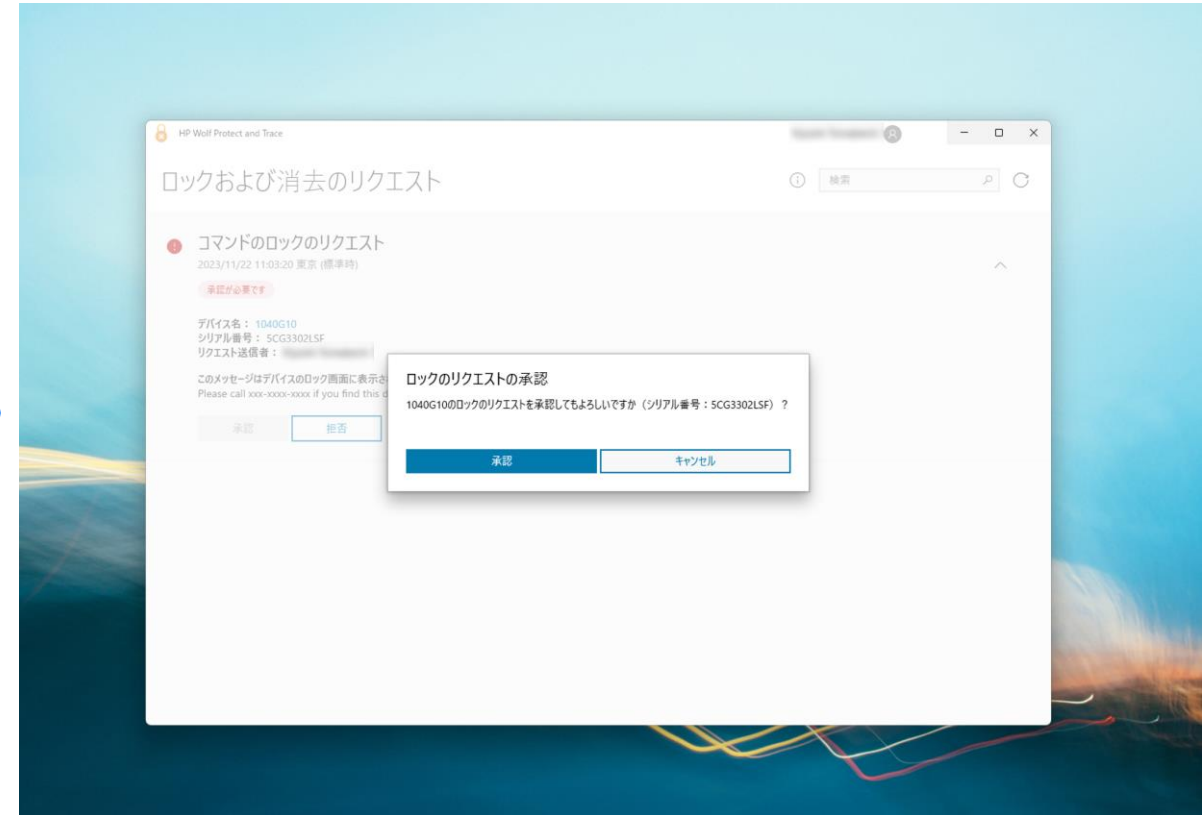 HP Wolf Protect and Trace
ロックおよび消去のリクエスト
検索
コマンドのロックのリクエスト
2023/11/22 11:03:20 東京 (標準時)
承認が必要です
デバイス名： 1040G10
シリアル番号： 5CG3302LSF
リクエスト送信者：
このメッセージはデバイスのロック画面に表示さ
Please call xxx-xxxx-xxxx if you find this d
承認
拒否
ロックのリクエストの承認
1040G10のロックのリクエストを承認してもよろしいですか（シリアル番号：5CG3302LSF）？
承認
キャンセル